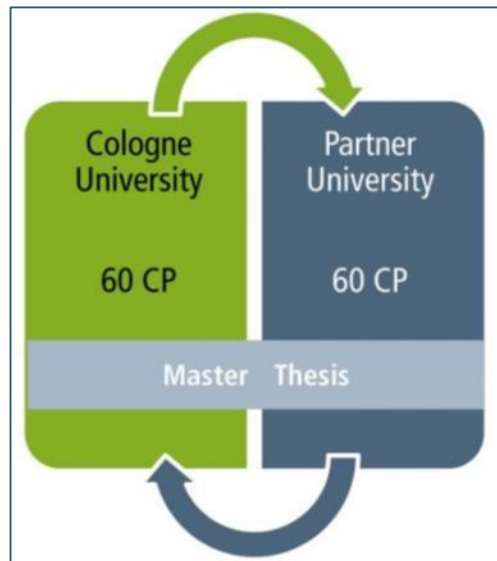 Cologne
University
60 CP
Partner
University
60 CP
Master Thesis